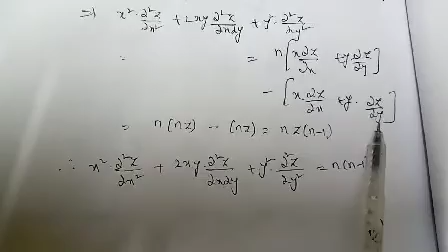 ⇒ x² · ∂²z/∂x² + 2xy ∂²z/∂x∂y + y² · ∂²z/∂y²
= n[x ∂z/∂x + y · ∂z/∂y]
− [x ∂z/∂x + y · ∂z/∂y]
= n(nz) − (nz) = nz(n-1)
∴ x² ∂²z/∂x² + 2xy · ∂²z/∂x∂y + y² · ∂²z/∂y² = n(n-1)